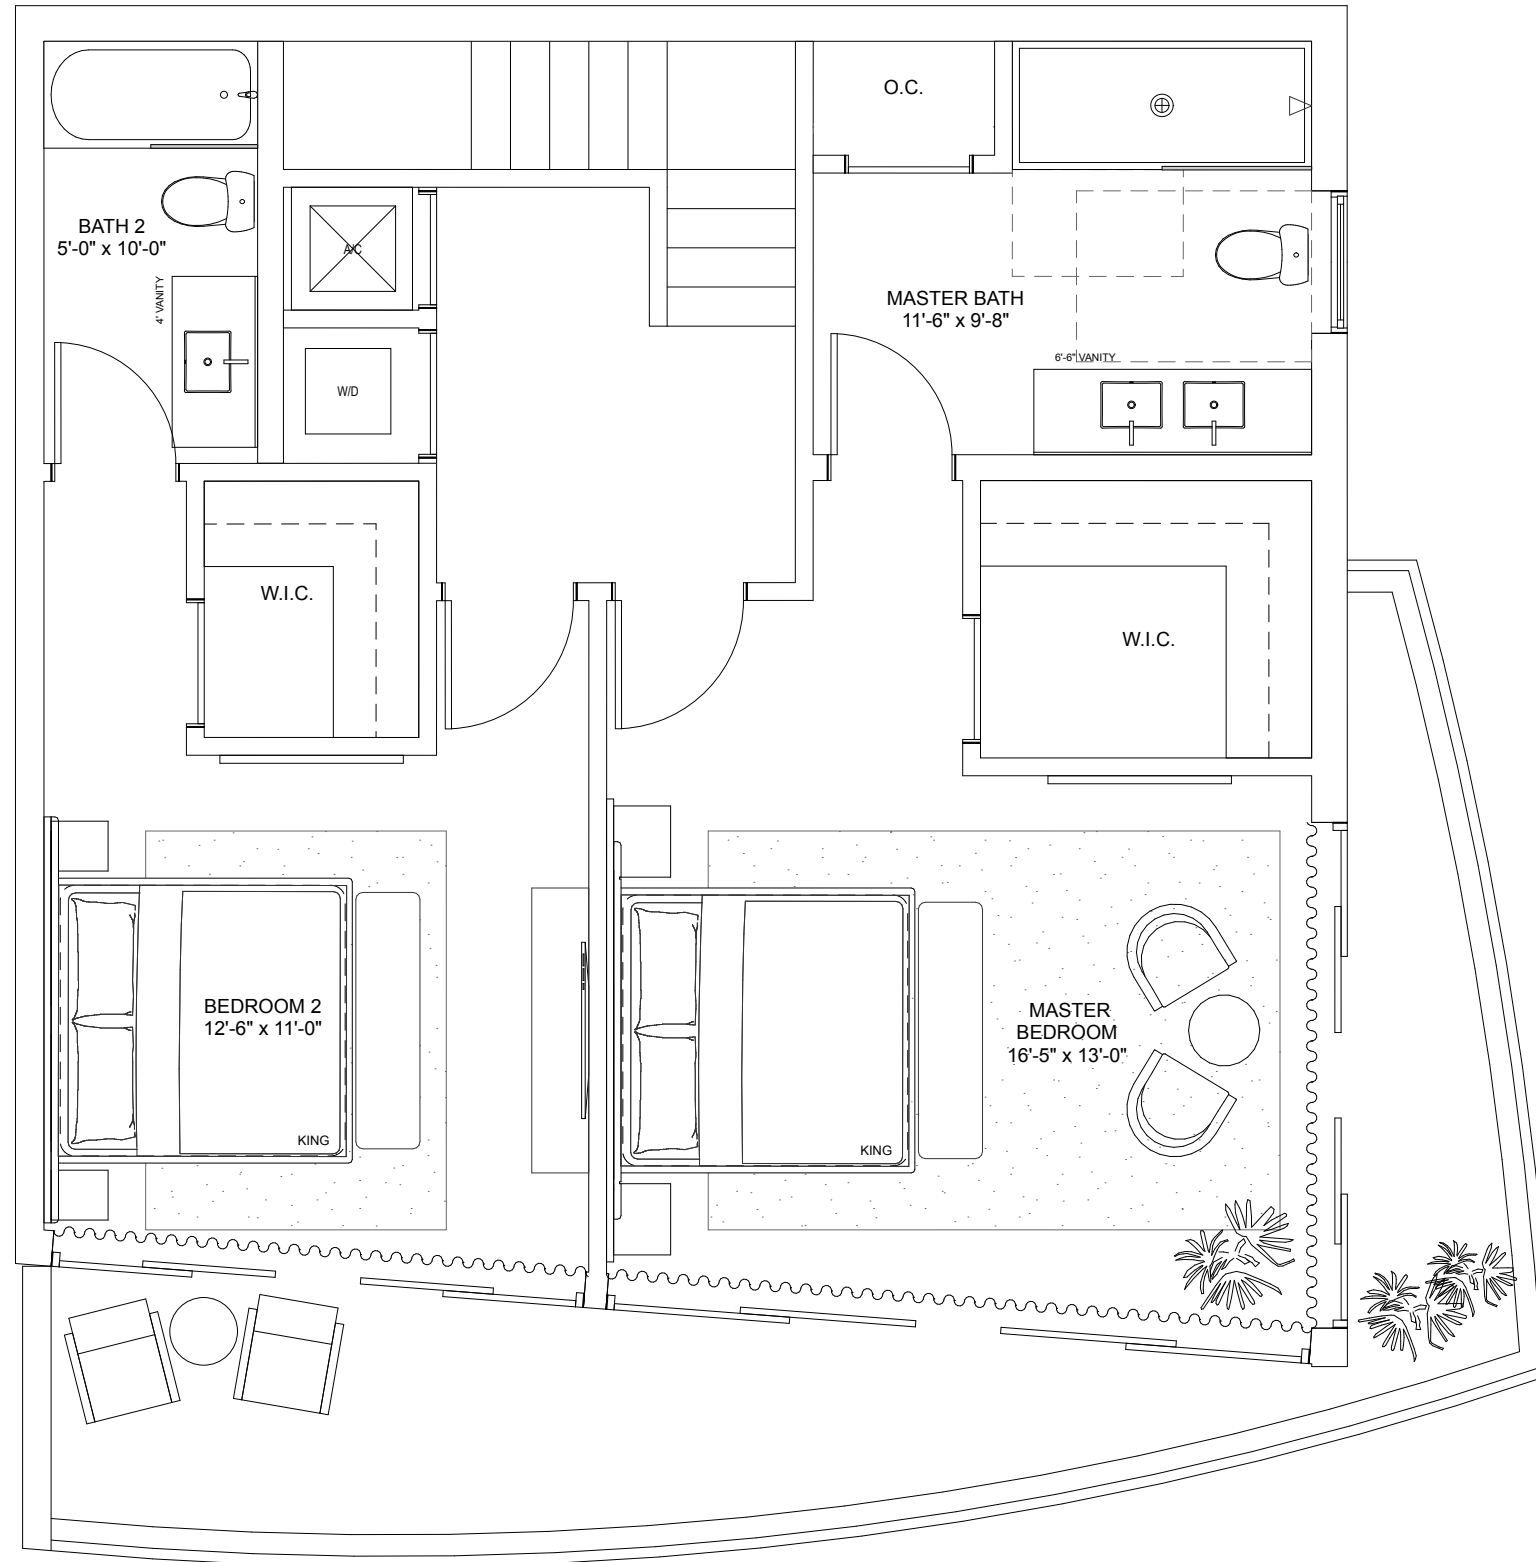 O.C.
BATH 2
5'-0" x 10'-0"
A/C
4' VANITY
MASTER BATH
11'-6" x 9'-8"
6'-6" VANITY
W/D
W.I.C.
W.I.C.
BEDROOM 2
12'-6" x 11'-0"
KING
MASTER
BEDROOM
16'-5" x 13'-0"
KING